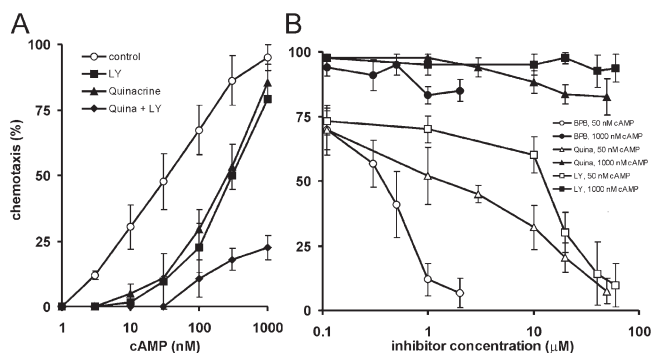 A
B
100
75
50
25
0
chemotaxis (%)
control
LY
Quinacrine
Quina + LY
1
10
100
1000
cAMP (nM)
100
75
50
25
0
BPB, 50 nM cAMP
BPB, 1000 nM cAMP
Quina, 50 nM cAMP
Quina, 1000 nM cAMP
LY, 50 nM cAMP
LY, 1000 nM cAMP
0.1
1
10
100
inhibitor concentration (µM)